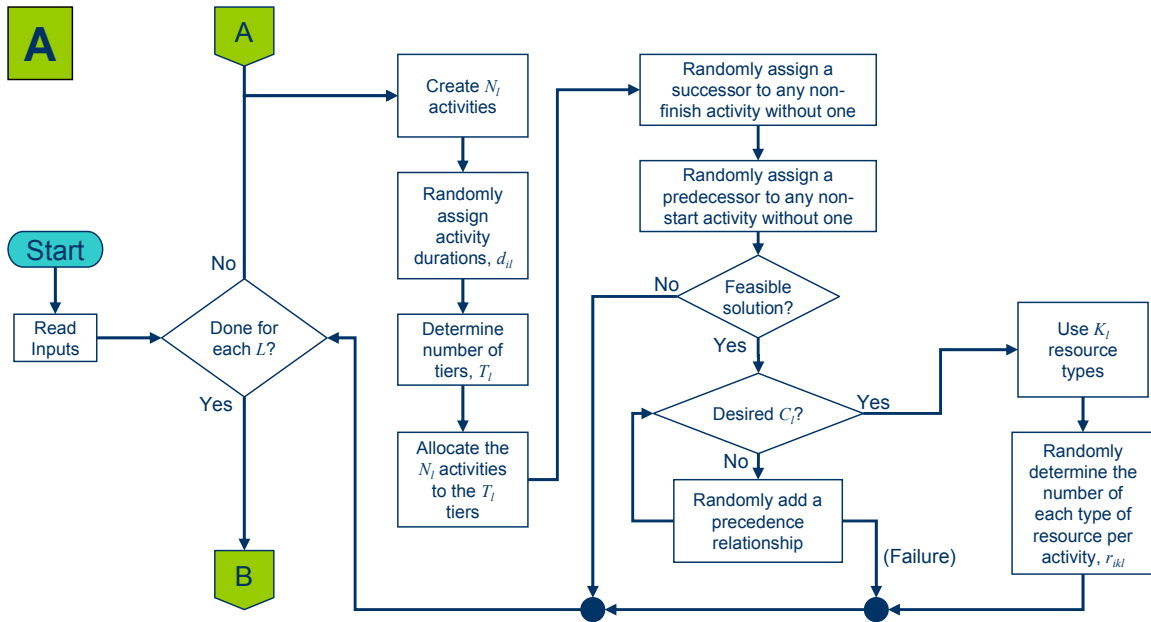 A
A
Create N_l
activities
Randomly
assign
activity
durations, d_il
Determine
number of
tiers, T_l
Allocate the
N_l activities
to the T_l
tiers
Randomly assign a
successor to any non-
finish activity without one
Randomly assign a
predecessor to any non-
start activity without one
Feasible
solution?
No
Yes
Desired C_l?
Yes
No
Randomly add a
precedence
relationship
(Failure)
Use K_l
resource
types
Randomly
determine the
number of
each type of
resource per
activity, r_ikl
Start
Read
Inputs
No
Done for
each L?
Yes
B